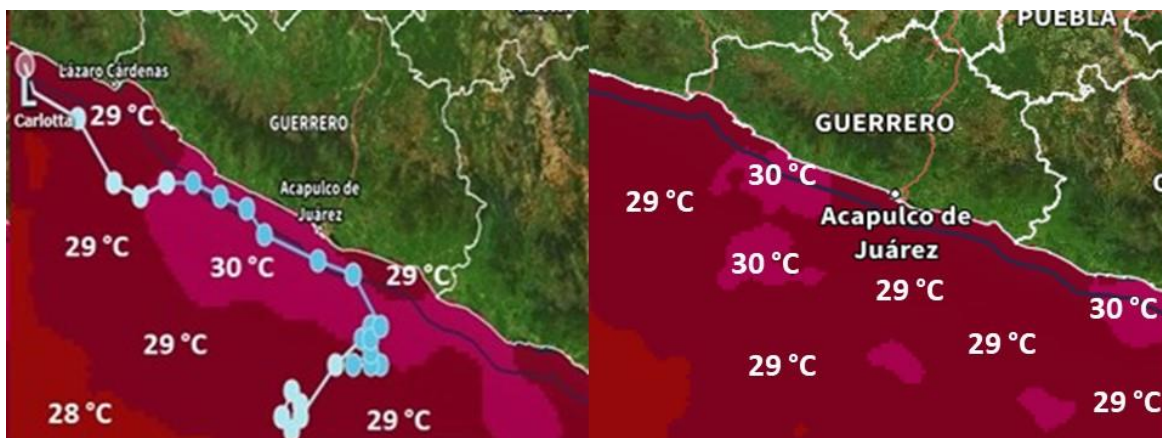 Lázaro Cárdenas
L
Carlotta
29 °C
GUERRERO
Acapulco de
Juárez
29 °C
30 °C
29 °C
29 °C
28 °C
29 °C
PUEBLA
GUERRERO
30 °C
29 °C
Acapulco de
Juárez
30 °C
29 °C
30 °C
29 °C
29 °C
29 °C